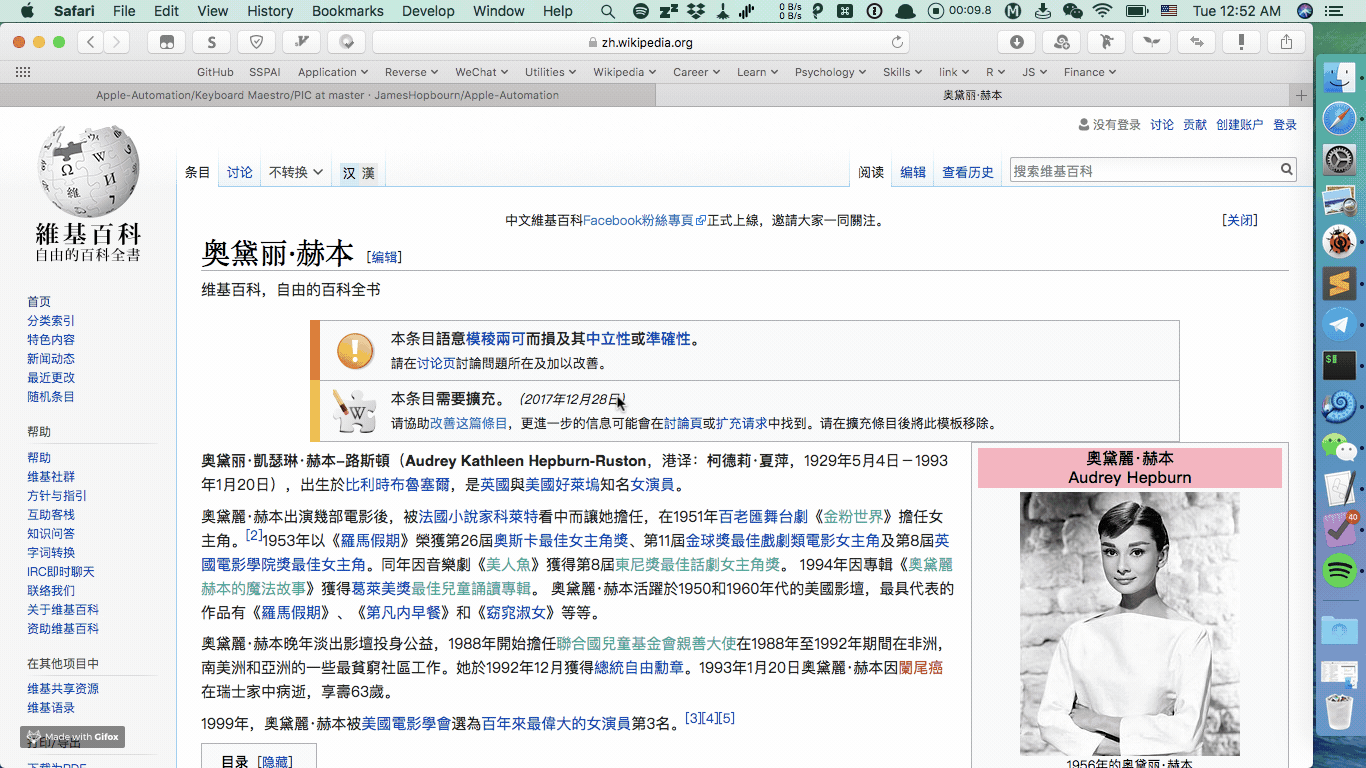 Safari File Edit View History Bookmarks Develop Window Help 0 B/s 0 B/s 00:09.8 Tue 12:52 AM
zh.wikipedia.org
GitHub SSPAI Application Reverse WeChat Utilities Wikipedia Career Learn Psychology Skills link R JS Finance
Apple-Automation/Keyboard Maestro/PIC at master · JamesHopbourn/Apple-Automation
奥黛丽·赫本
没有登录 讨论 贡献 创建账户 登录
条目 讨论 不转换 汉 漢 阅读 编辑 查看历史 搜索维基百科
維基百科
自由的百科全書
中文維基百科Facebook粉絲專頁正式上線，邀請大家一同關注。 [关闭]
奥黛丽·赫本 [编辑]
维基百科，自由的百科全书
首页
分类索引
特色内容
新闻动态
最近更改
随机条目
帮助
帮助
维基社群
方针与指引
互助客栈
知识问答
字词转换
IRC即时聊天
联络我们
关于维基百科
资助维基百科
在其他项目中
维基共享资源
维基语录
打印/导出
下载为PDF
Made with Gifox
本条目語意模稜兩可而損及其中立性或準確性。
請在讨论页討論問題所在及加以改善。
本条目需要擴充。 (2017年12月28日)
请協助改善这篇條目，更進一步的信息可能會在討論頁或扩充请求中找到。请在擴充條目後將此模板移除。
奧黛丽·凱瑟琳·赫本–路斯頓（Audrey Kathleen Hepburn-Ruston，港译：柯德莉·夏萍，1929年5月4日－1993
年1月20日），出生於比利時布魯塞爾，是英國與美國好萊塢知名女演員。
奧黛麗·赫本出演幾部電影後，被法國小說家科萊特看中而讓她擔任，在1951年百老匯舞台劇《金粉世界》擔任女
主角。[2]1953年以《羅馬假期》榮獲第26屆奧斯卡最佳女主角獎、第11屆金球獎最佳戲劇類電影女主角及第8屆英
國電影學院獎最佳女主角。同年因音樂劇《美人魚》獲得第8屆東尼獎最佳話劇女主角獎。 1994年因專輯《奧黛麗
赫本的魔法故事》獲得葛萊美獎最佳兒童誦讀專輯。 奧黛麗·赫本活躍於1950和1960年代的美國影壇，最具代表的
作品有《羅馬假期》、《第凡内早餐》和《窈窕淑女》等等。
奧黛麗·赫本晚年淡出影壇投身公益，1988年開始擔任聯合國兒童基金會親善大使在1988年至1992年期間在非洲，
南美洲和亞洲的一些最貧窮社區工作。她於1992年12月獲得總統自由勳章。1993年1月20日奧黛麗·赫本因闌尾癌
在瑞士家中病逝，享壽63歲。
1999年，奧黛麗·赫本被美國電影學會選為百年來最偉大的女演員第3名。[3][4][5]
目录 [隐藏]
奧黛麗·赫本
Audrey Hepburn
1956年的奧黛丽·赫本
40